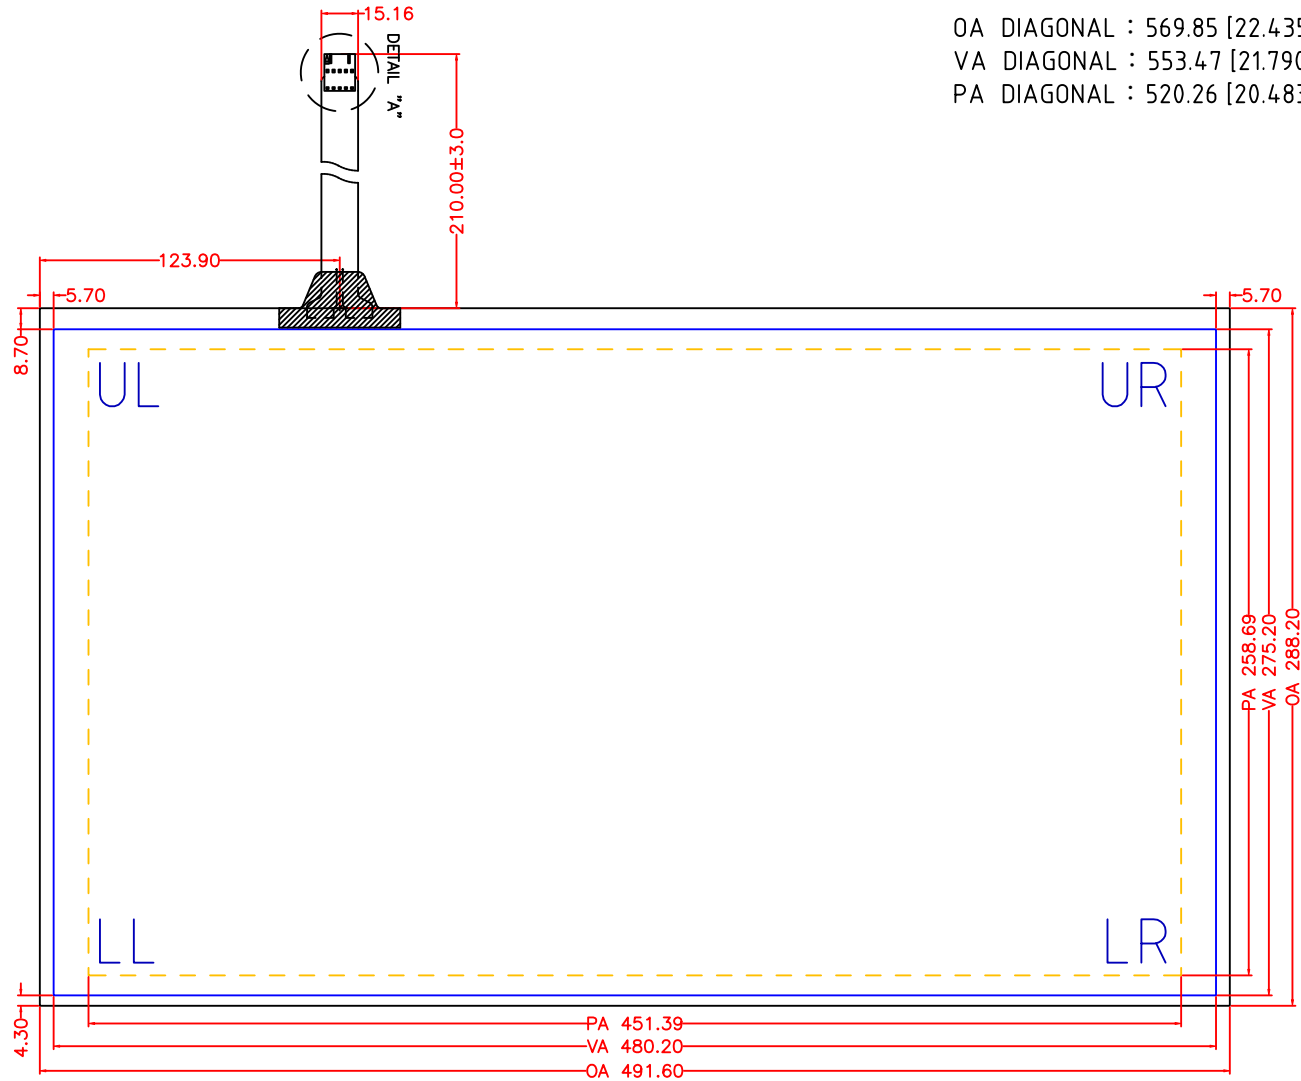 15.16
OA DIAGONAL : 569.85 [22.435
VA DIAGONAL : 553.47 [21.790
PA DIAGONAL : 520.26 [20.483
DETAIL "A"
210.00±3.0
123.90
5.70
5.70
8.70
UL
UR
PA 258.69
VA 275.20
OA 288.20
LL
LR
4.30
PA 451.39
VA 480.20
OA 491.60